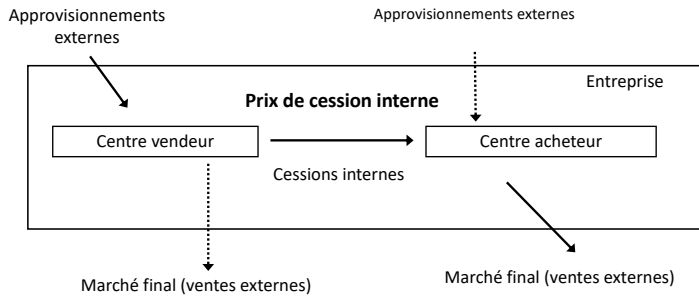 Approvisionnements
externes
Approvisionnements externes
Entreprise
Prix de cession interne
Centre vendeur
Centre acheteur
Cessions internes
Marché final (ventes externes)
Marché final (ventes externes)